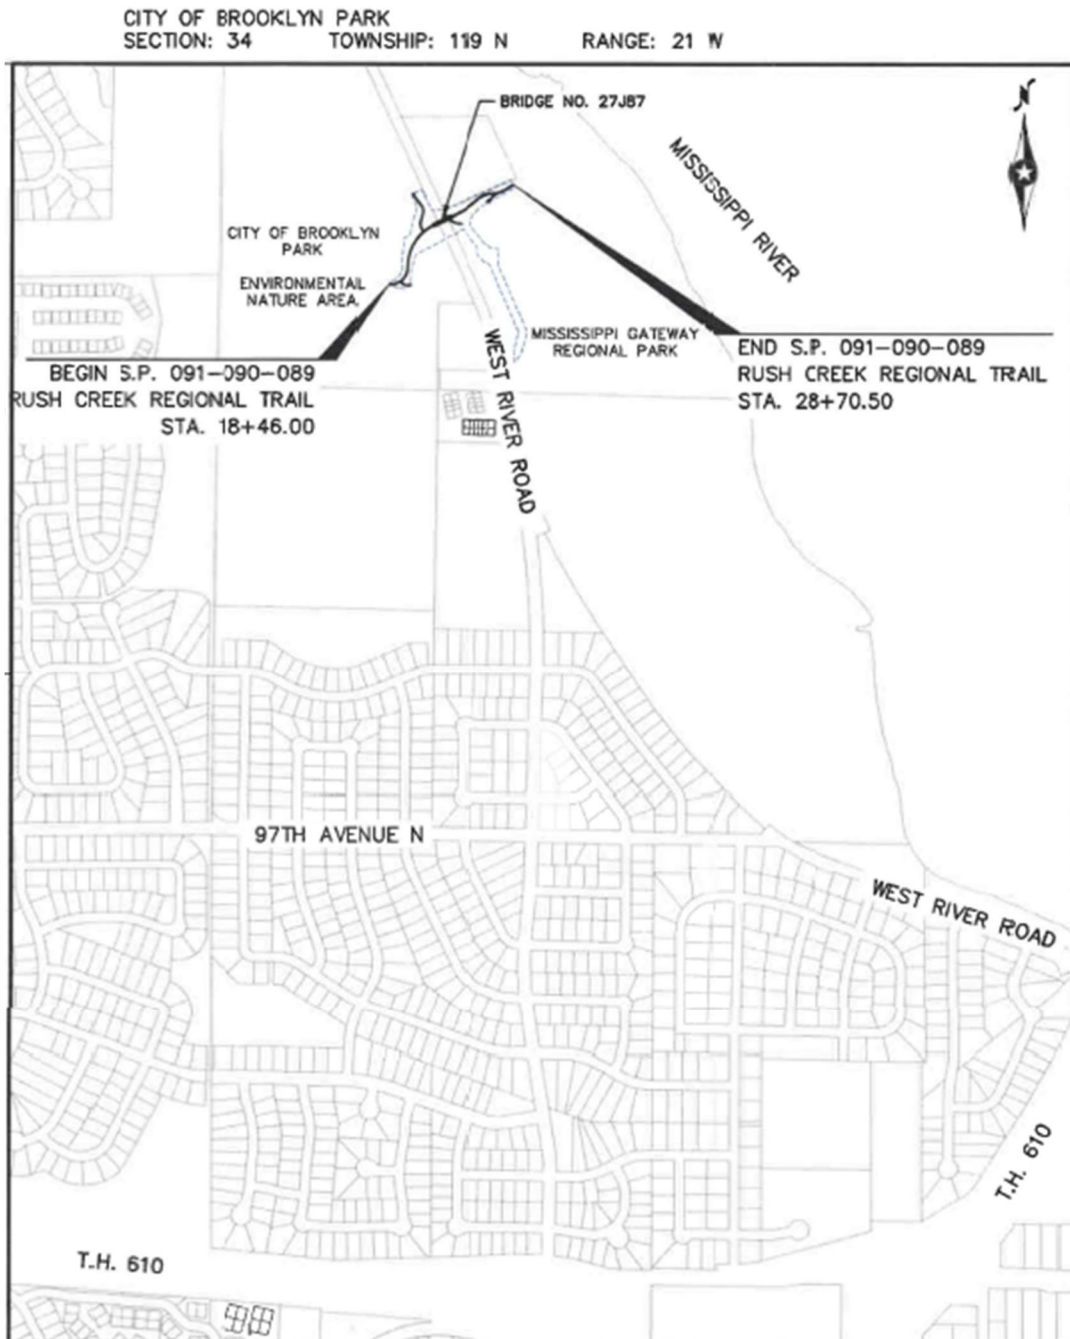 CITY OF BROOKLYN PARK
SECTION: 34 TOWNSHIP: 119 N RANGE: 21 W
N
BRIDGE NO. 27J87
MISSISSIPPI RIVER
CITY OF BROOKLYN
PARK
ENVIRONMENTAL
NATURE AREA
MISSISSIPPI GATEWAY
REGIONAL PARK
WEST RIVER ROAD
BEGIN S.P. 091-090-089
RUSH CREEK REGIONAL TRAIL
STA. 18+46.00
END S.P. 091-090-089
RUSH CREEK REGIONAL TRAIL
STA. 28+70.50
97TH AVENUE N
WEST RIVER ROAD
T.H. 610
T.H. 610